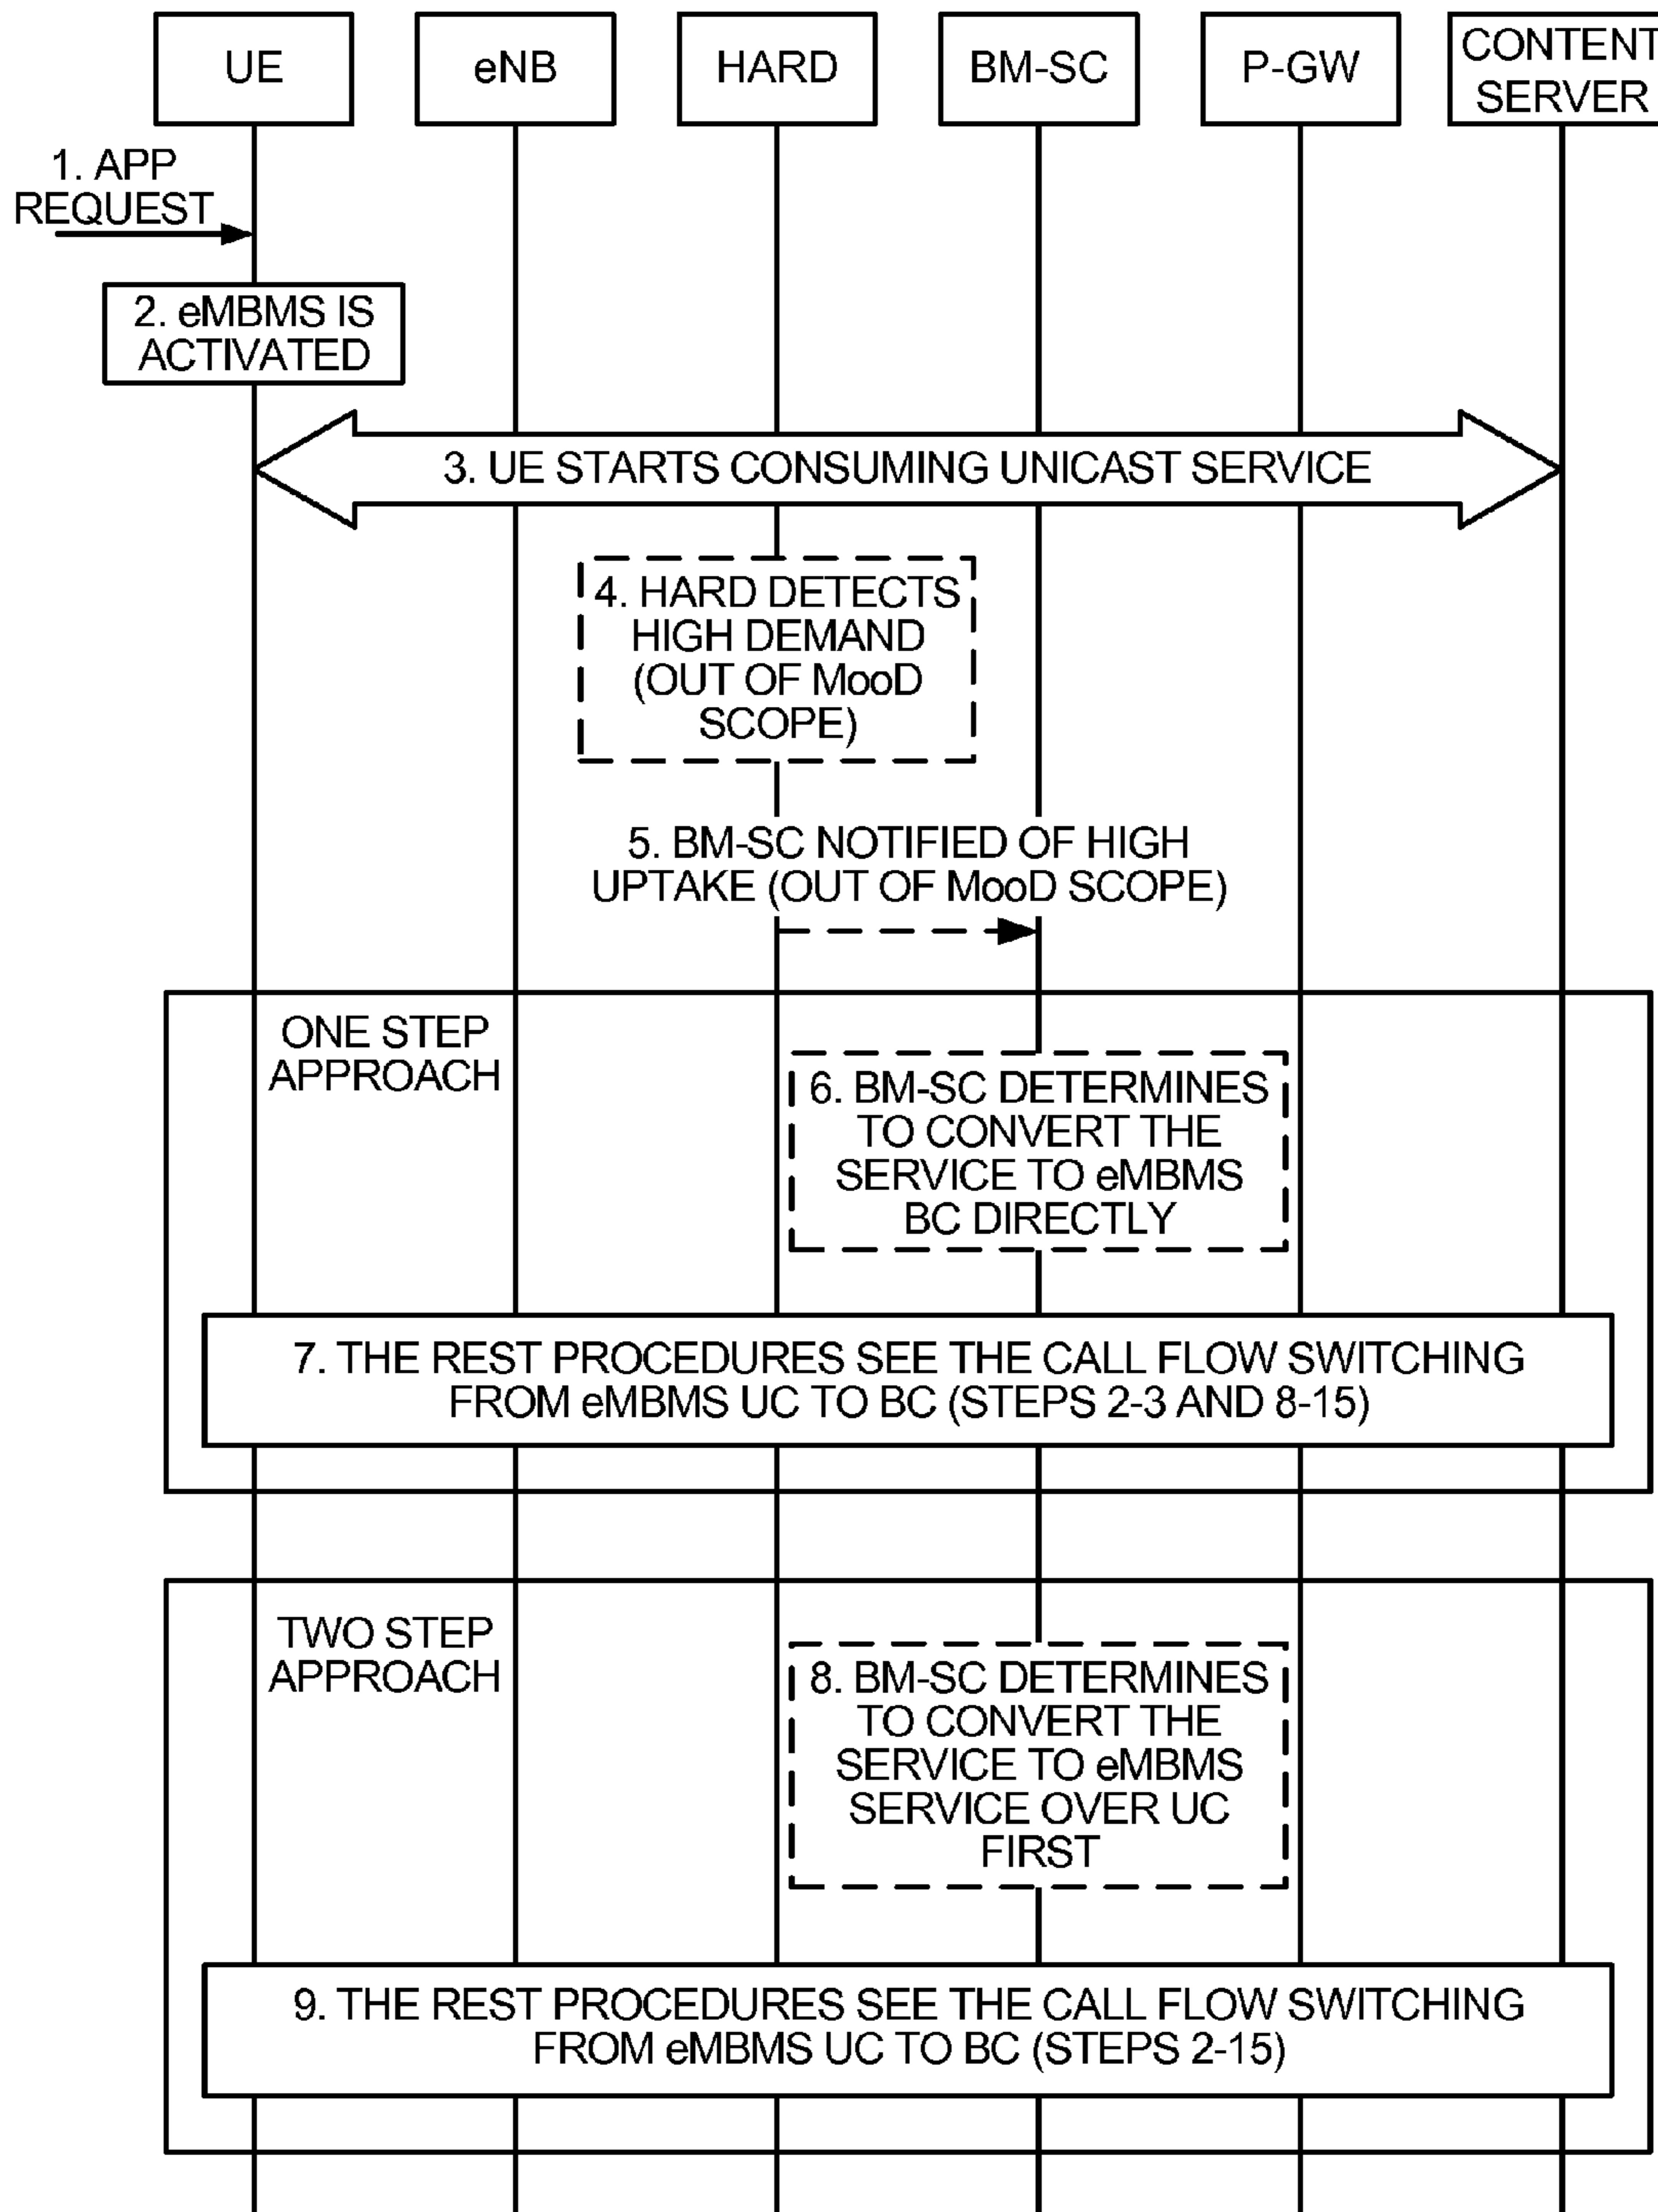 UE
eNB
HARD
BM-SC
P-GW
CONTENT
SERVER
1. APP
REQUEST
2. eMBMS IS
ACTIVATED
3. UE STARTS CONSUMING UNICAST SERVICE
4. HARD DETECTS
HIGH DEMAND
(OUT OF MooD
SCOPE)
5. BM-SC NOTIFIED OF HIGH
UPTAKE (OUT OF MooD SCOPE)
ONE STEP
APPROACH
6. BM-SC DETERMINES
TO CONVERT THE
SERVICE TO eMBMS
BC DIRECTLY
7. THE REST PROCEDURES SEE THE CALL FLOW SWITCHING
FROM eMBMS UC TO BC (STEPS 2-3 AND 8-15)
TWO STEP
APPROACH
8. BM-SC DETERMINES
TO CONVERT THE
SERVICE TO eMBMS
SERVICE OVER UC
FIRST
9. THE REST PROCEDURES SEE THE CALL FLOW SWITCHING
FROM eMBMS UC TO BC (STEPS 2-15)